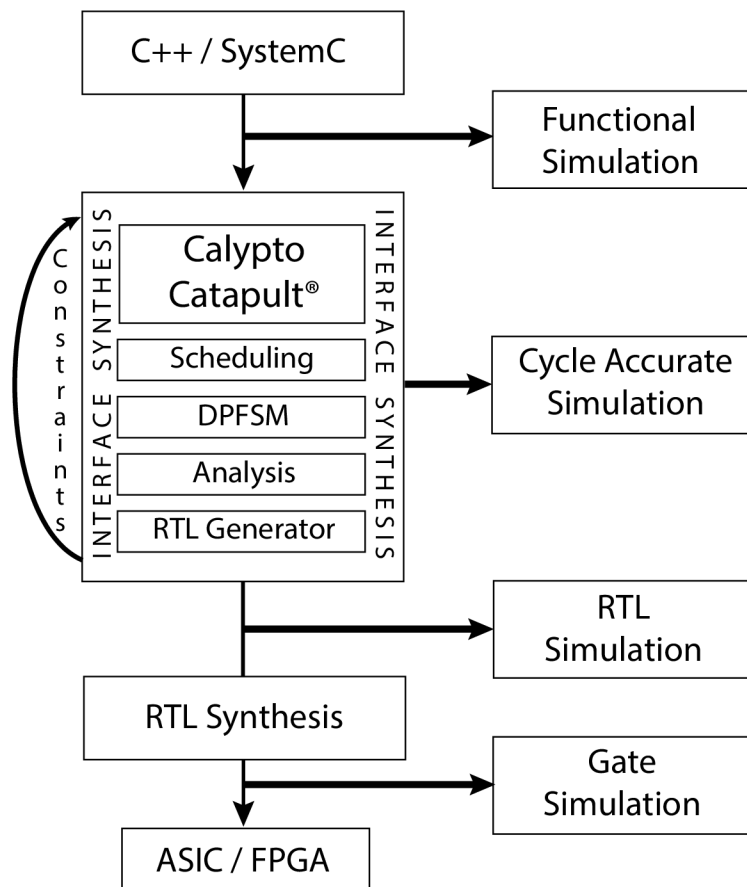 C++ / SystemC
Functional
Simulation
Constraints
INTERFACE SYNTHESIS
Calypto
Catapult®
Scheduling
DPFSM
Analysis
RTL Generator
INTERFACE SYNTHESIS
Cycle Accurate
Simulation
RTL
Simulation
RTL Synthesis
Gate
Simulation
ASIC / FPGA